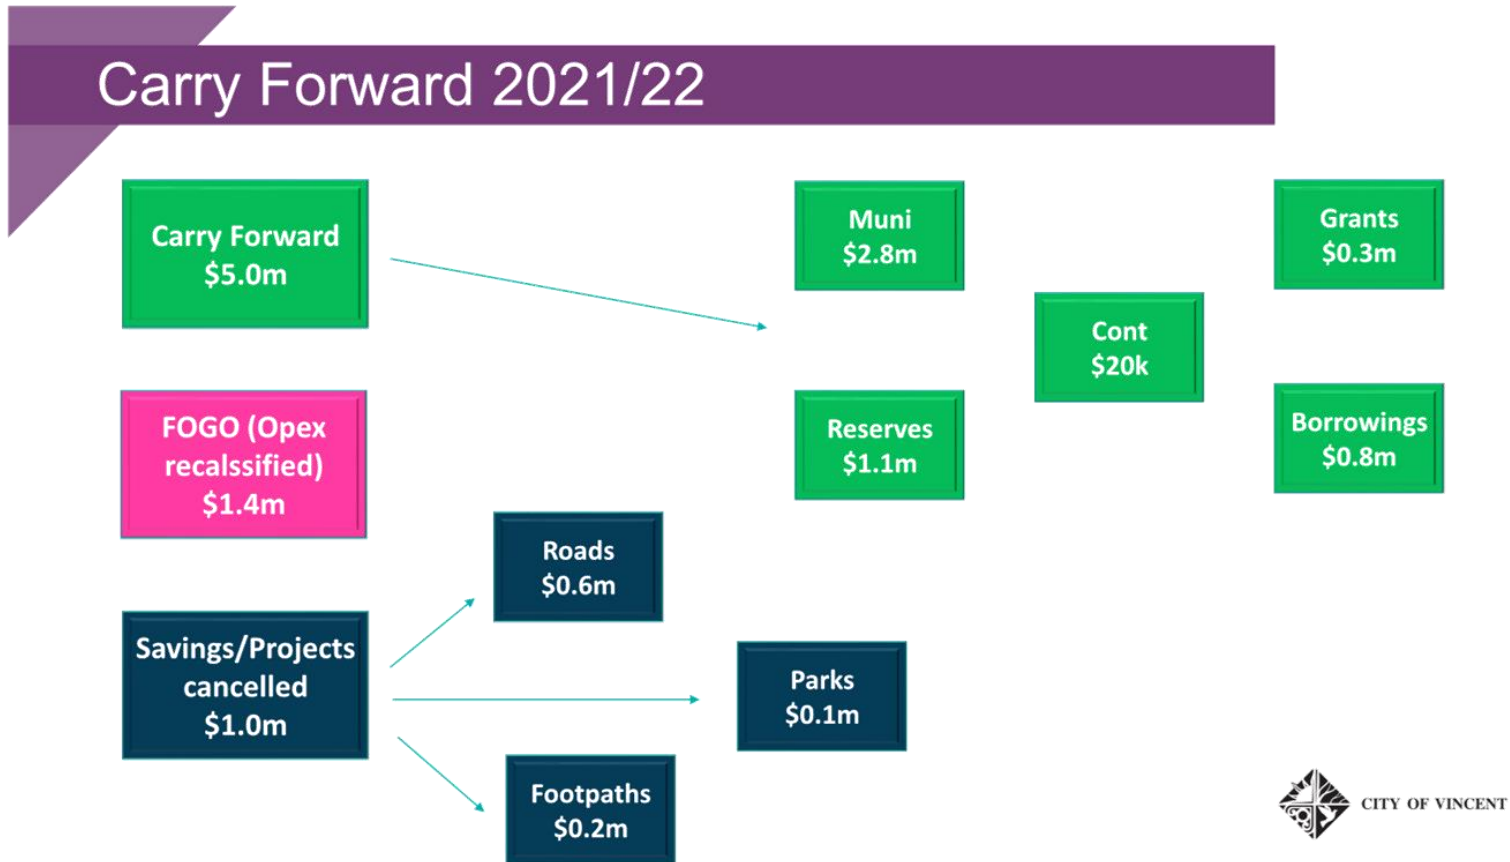 Carry Forward 2021/22
Carry Forward
$5.0m
Muni
$2.8m
Grants
$0.3m
Cont
$20k
FOGO (Opex
recalssified)
$1.4m
Reserves
$1.1m
Borrowings
$0.8m
Roads
$0.6m
Savings/Projects
cancelled
$1.0m
Parks
$0.1m
Footpaths
$0.2m
CITY OF VINCENT